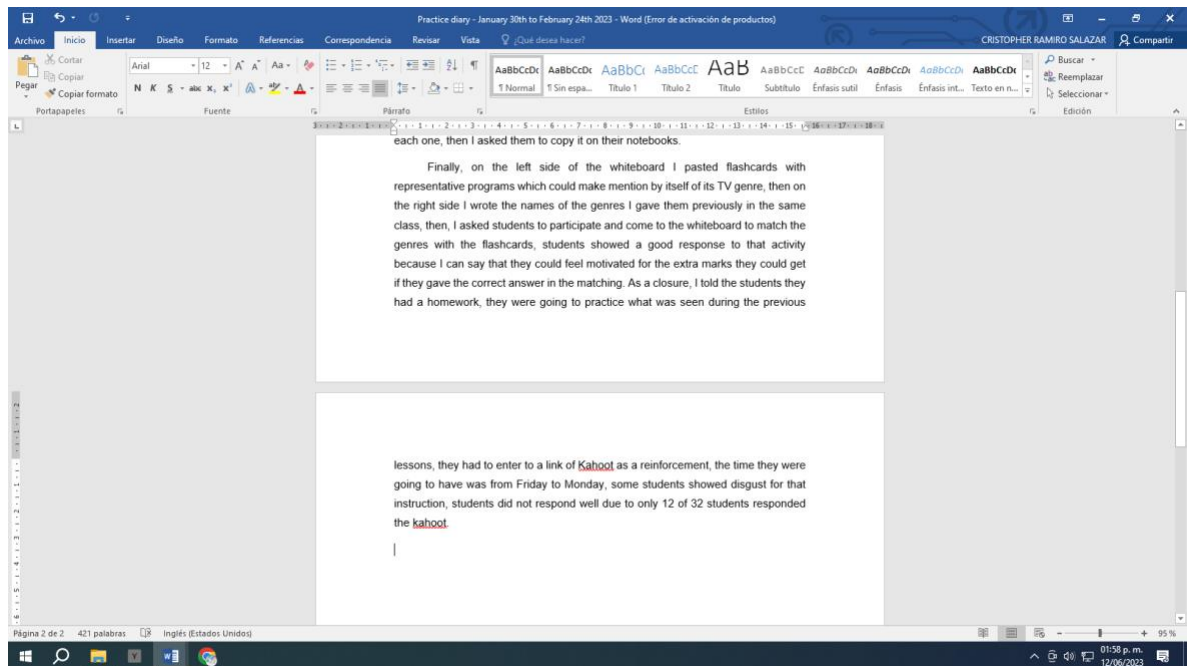 Practice diary - January 30th to February 24th 2023 - Word (Error de activación de productos)
Archivo Inicio Insertar Diseño Formato Referencias Correspondencia Revisar Vista ¿Qué desea hacer? CRISTOPHER RAMIRO SALAZAR Compartir
Pegar
Cortar
Copiar
Copiar formato
Portapapeles
Arial 12
N K S abc x₂ x²
Fuente
Párrafo
AaBbCcDc AaBbCcDc AaBbCc AaBbCcC AaB AaBbCcC AaBbCcDc AaBbCcDc AaBbCcDc AaBbCcDc
¶ Normal ¶ Sin espa... Título 1 Título 2 Título Subtítulo Énfasis sutil Énfasis Énfasis int... Texto en n...
Estilos
Buscar
Reemplazar
Seleccionar
Edición
each one, then I asked them to copy it on their notebooks.
Finally, on the left side of the whiteboard I pasted flashcards with
representative programs which could make mention by itself of its TV genre, then on
the right side I wrote the names of the genres I gave them previously in the same
class, then, I asked students to participate and come to the whiteboard to match the
genres with the flashcards, students showed a good response to that activity
because I can say that they could feel motivated for the extra marks they could get
if they gave the correct answer in the matching. As a closure, I told the students they
had a homework, they were going to practice what was seen during the previous
lessons, they had to enter to a link of Kahoot as a reinforcement, the time they were
going to have was from Friday to Monday, some students showed disgust for that
instruction, students did not respond well due to only 12 of 32 students responded
the kahoot.
Página 2 de 2 421 palabras Inglés (Estados Unidos) 95 %
01:58 p. m.
12/06/2023